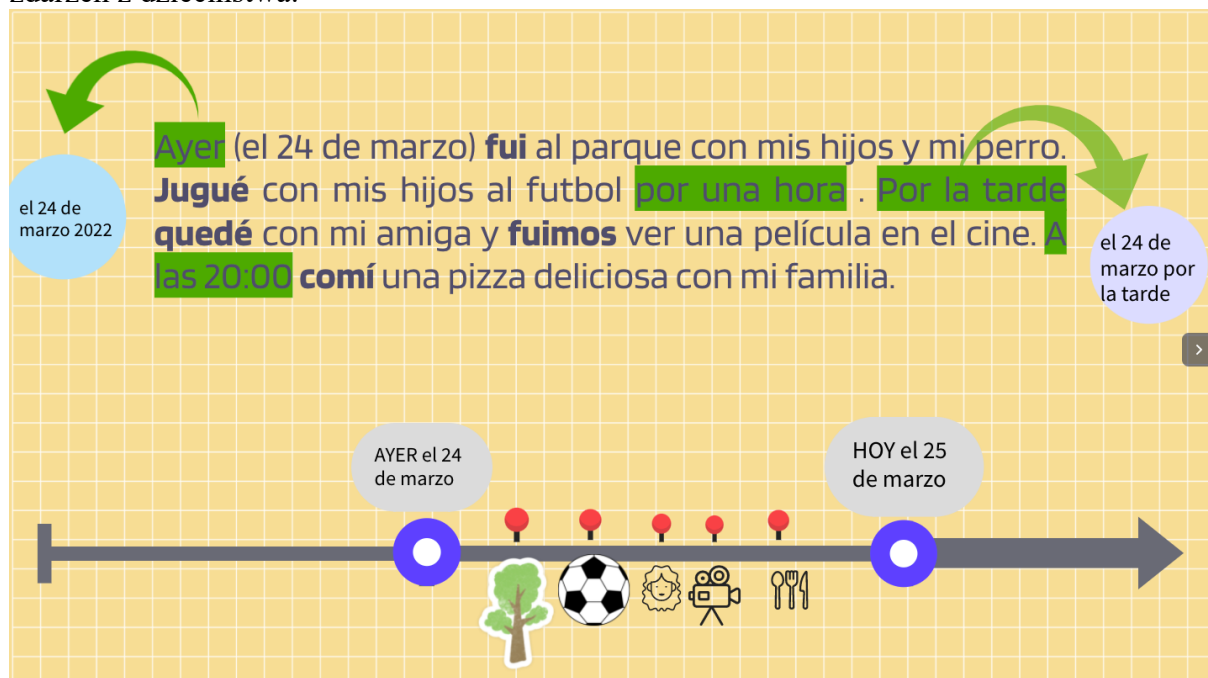 zdarzeń z dzieciństwa.
Ayer (el 24 de marzo) fui al parque con mis hijos y mi perro.
Jugué con mis hijos al futbol por una hora . Por la tarde
quedé con mi amiga y fuimos ver una película en el cine. A
las 20:00 comí una pizza deliciosa con mi familia.
el 24 de
marzo 2022
el 24 de
marzo por
la tarde
AYER el 24
de marzo
HOY el 25
de marzo